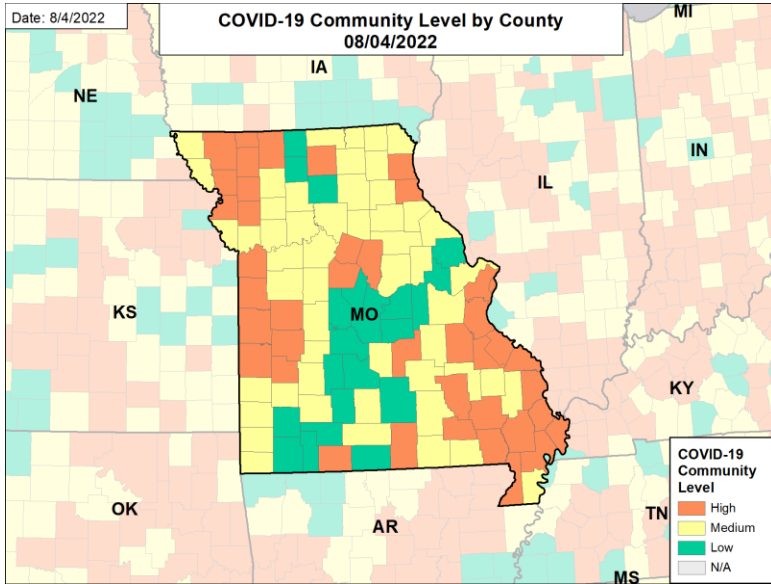 Date: 8/4/2022
COVID-19 Community Level by County
08/04/2022
MI
IA
NE
IN
IL
KS
MO
KY
OK
AR
TN
MS
COVID-19
Community
Level
High
Medium
Low
N/A